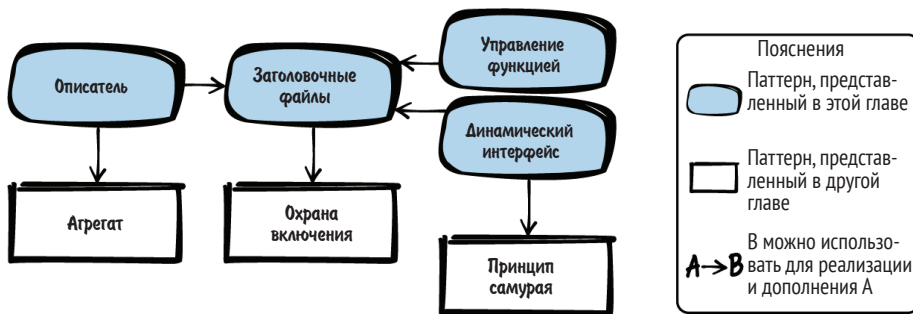 Описатель
Заголовочные
файлы
Управление
функцией
Динамический
интерфейс
Агрегат
Охрана
включения
Принцип
самурая
Пояснения
Паттерн, представ-
ленный в этой главе
Паттерн, представ-
ленный в другой
главе
A→B
В можно использо-
вать для реализации
и дополнения А